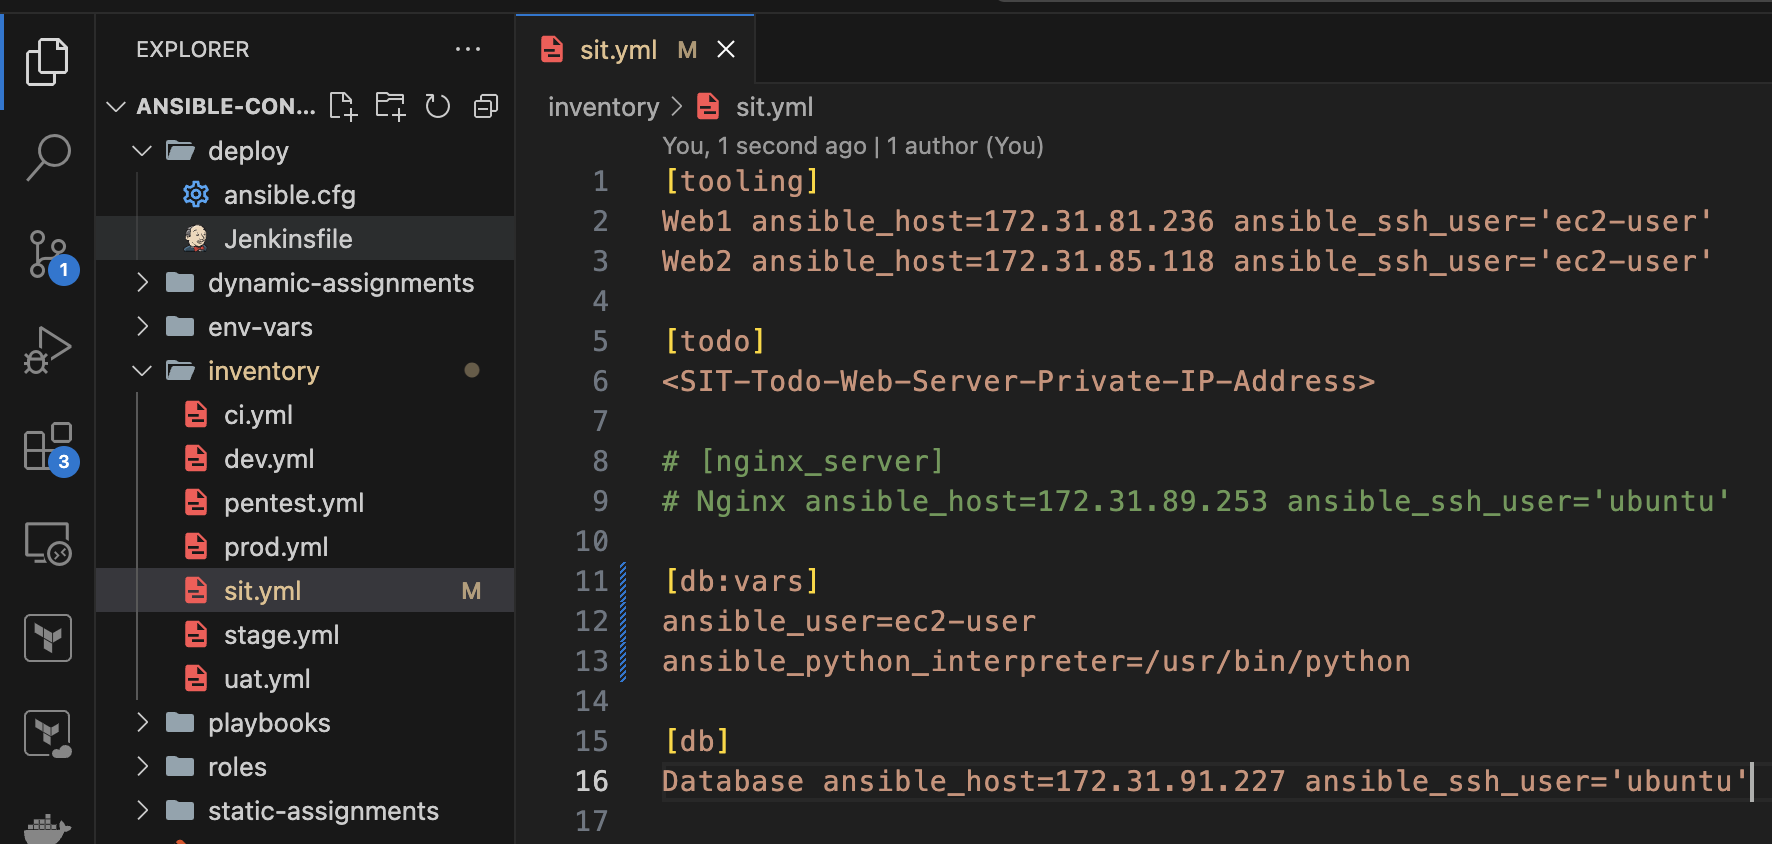 EXPLORER
ANSIBLE-CON...
deploy
ansible.cfg
Jenkinsfile
dynamic-assignments
env-vars
inventory
ci.yml
dev.yml
pentest.yml
prod.yml
sit.yml M
stage.yml
uat.yml
playbooks
roles
static-assignments
1
3
sit.yml M
inventory > sit.yml
You, 1 second ago | 1 author (You)
1 [tooling]
2 Web1 ansible_host=172.31.81.236 ansible_ssh_user='ec2-user'
3 Web2 ansible_host=172.31.85.118 ansible_ssh_user='ec2-user'
4
5 [todo]
6 <SIT-Todo-Web-Server-Private-IP-Address>
7
8 # [nginx_server]
9 # Nginx ansible_host=172.31.89.253 ansible_ssh_user='ubuntu'
10
11 [db:vars]
12 ansible_user=ec2-user
13 ansible_python_interpreter=/usr/bin/python
14
15 [db]
16 Database ansible_host=172.31.91.227 ansible_ssh_user='ubuntu'
17